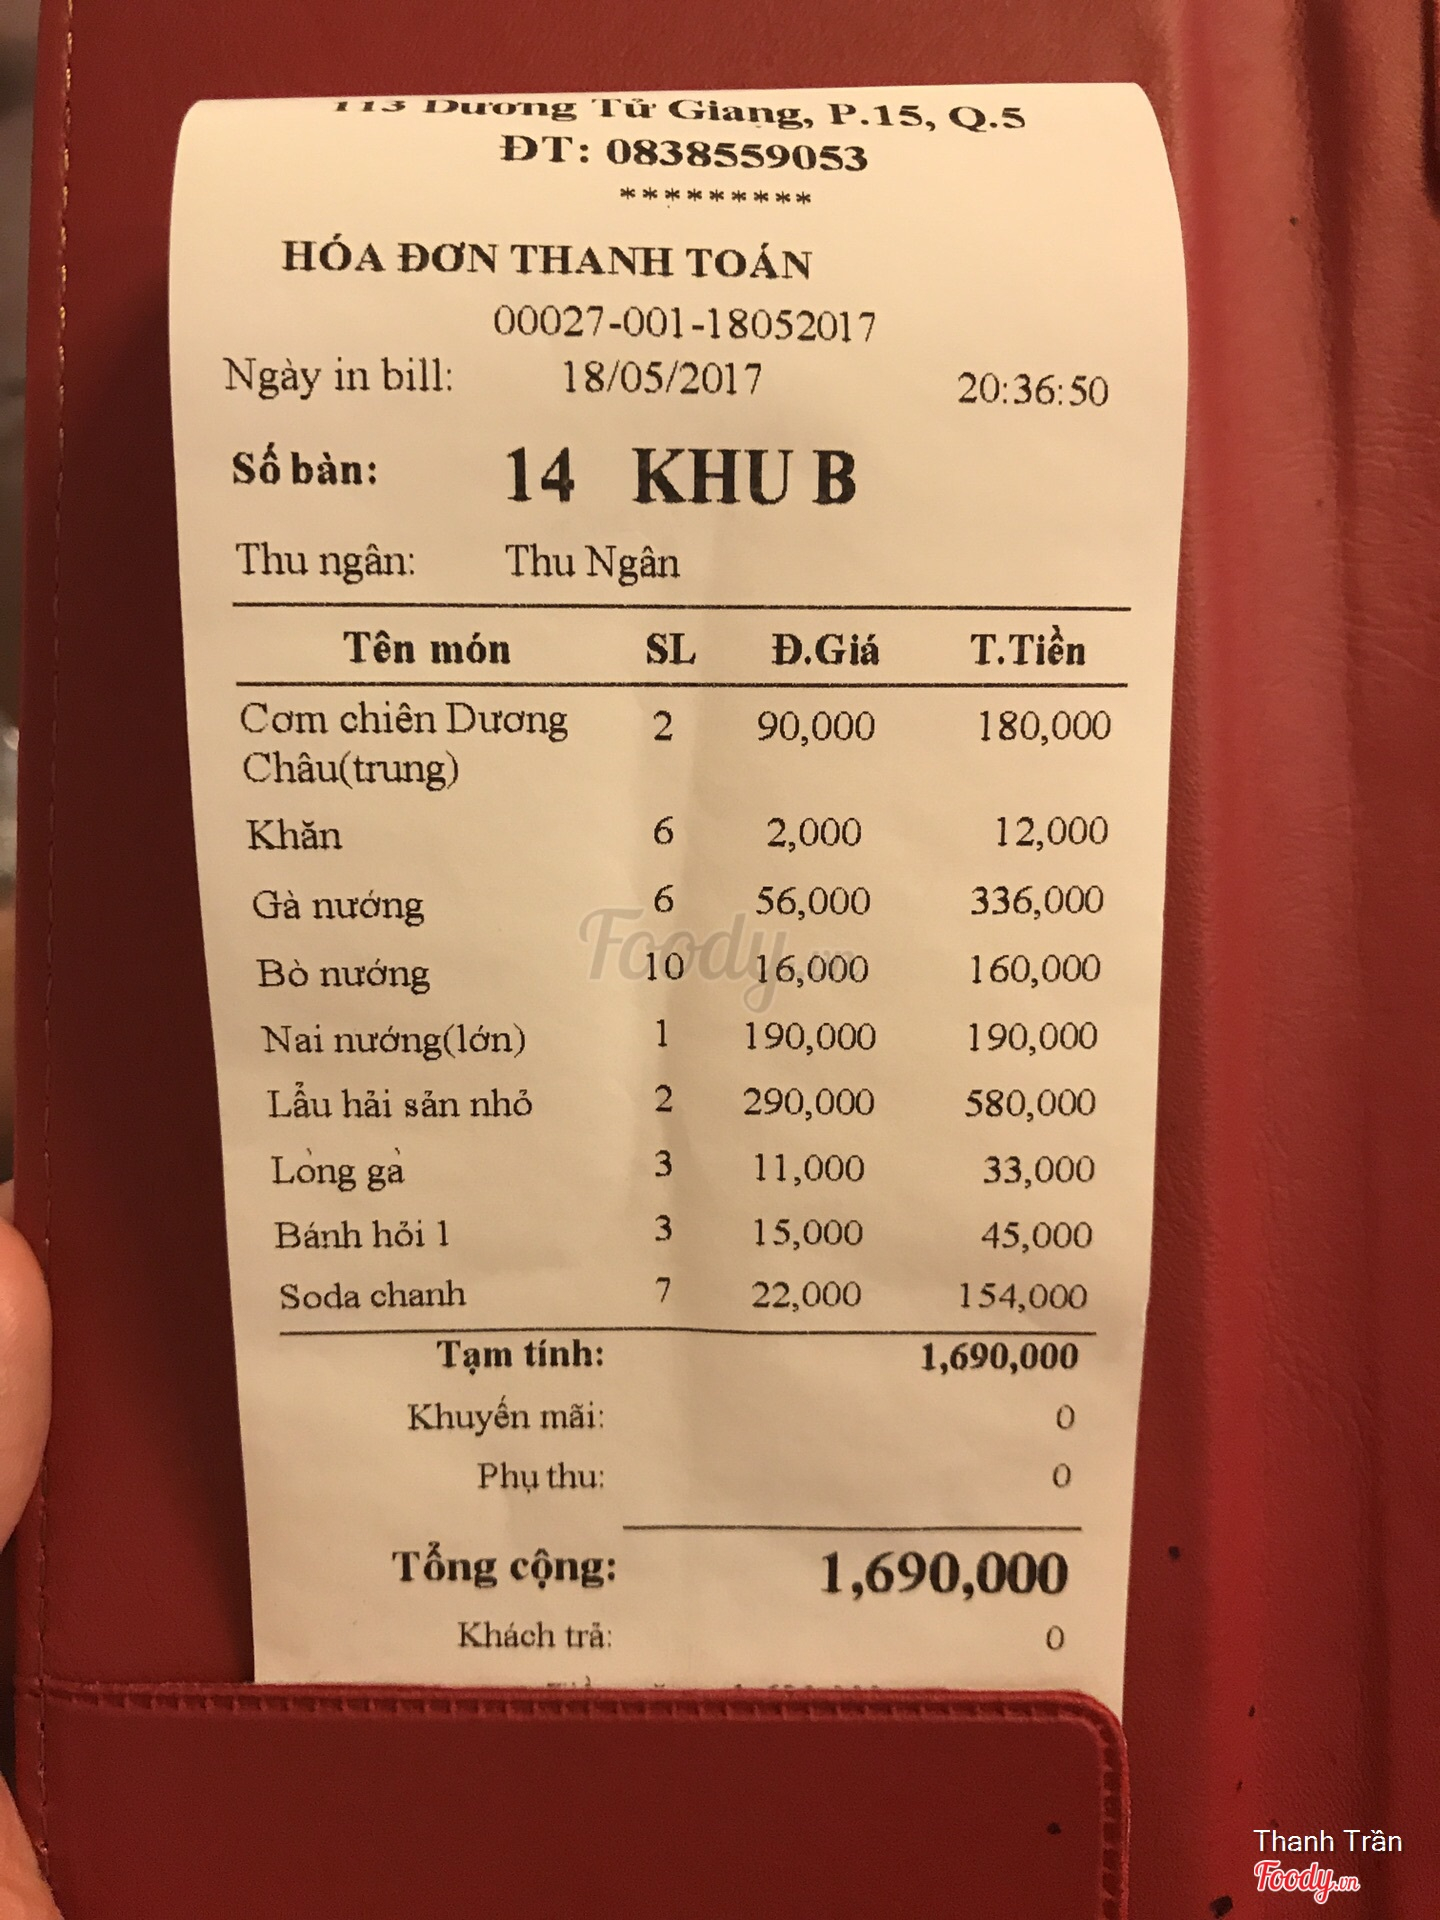 113 Dương Tử Giang, P.15, Q.5
ĐT: 0838559053
*********
HÓA ĐƠN THANH TOÁN
00027-001-18052017
Ngày in bill: 18/05/2017 20:36:50
Số bàn: 14 KHU B
Thu ngân: Thu Ngân
Tên món SL Đ.Giá T.Tiền
Cơm chiên Dương 2 90,000 180,000
Châu(trung)
Khăn 6 2,000 12,000
Gà nướng 6 56,000 336,000
Bò nướng 10 16,000 160,000
Nai nướng(lớn) 1 190,000 190,000
Lẩu hải sản nhỏ 2 290,000 580,000
Lòng gà 3 11,000 33,000
Bánh hỏi 1 3 15,000 45,000
Soda chanh 7 22,000 154,000
Tạm tính: 1,690,000
Khuyến mãi: 0
Phụ thu: 0
Tổng cộng: 1,690,000
Khách trả: 0
Foody.vn
Thanh Trần
Foody.vn